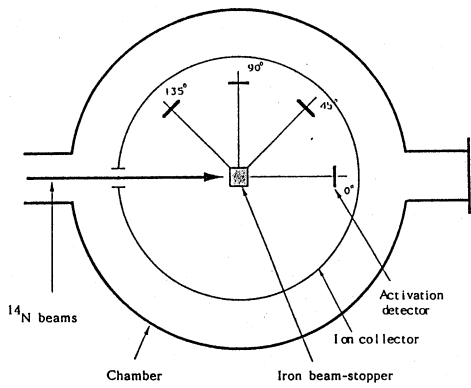 90°
135°
45°
0°
Activation
detector
¹⁴N beams
Ion collector
Chamber
Iron beam-stopper